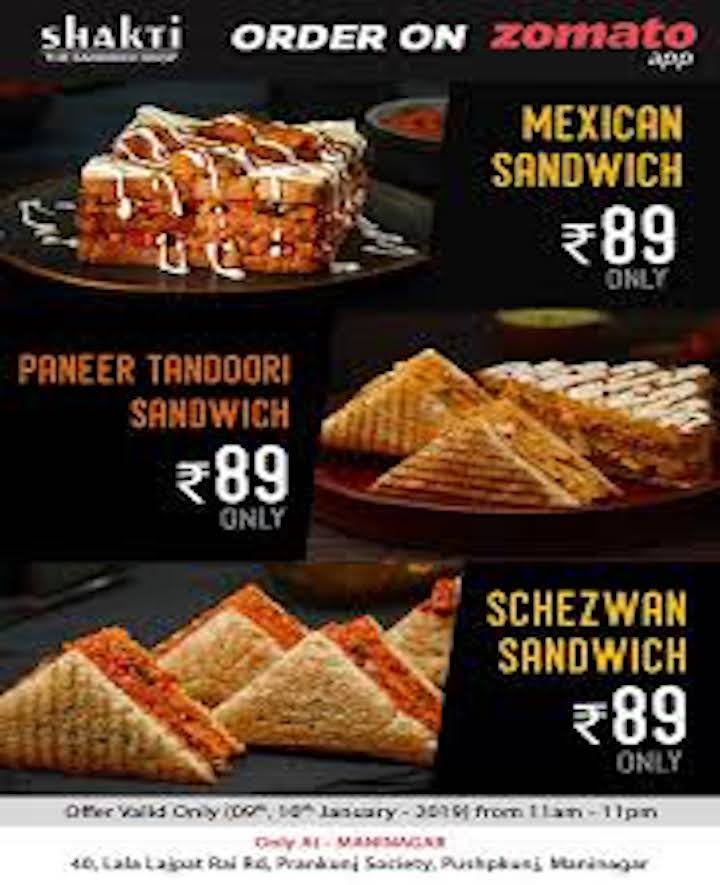 shakti
THE SANDWICH SHOP
ORDER ON zomato
app
MEXICAN
SANDWICH
₹89
ONLY
PANEER TANDOORI
SANDWICH
₹89
ONLY
SCHEZWAN
SANDWICH
₹89
ONLY
Offer Valid Only (09th, 10th January - 2019) from 11am - 11pm
Only At - MANINAGAR
40, Lala Lajpat Rai Rd, Prankunj Society, Pushpkunj, Maninagar